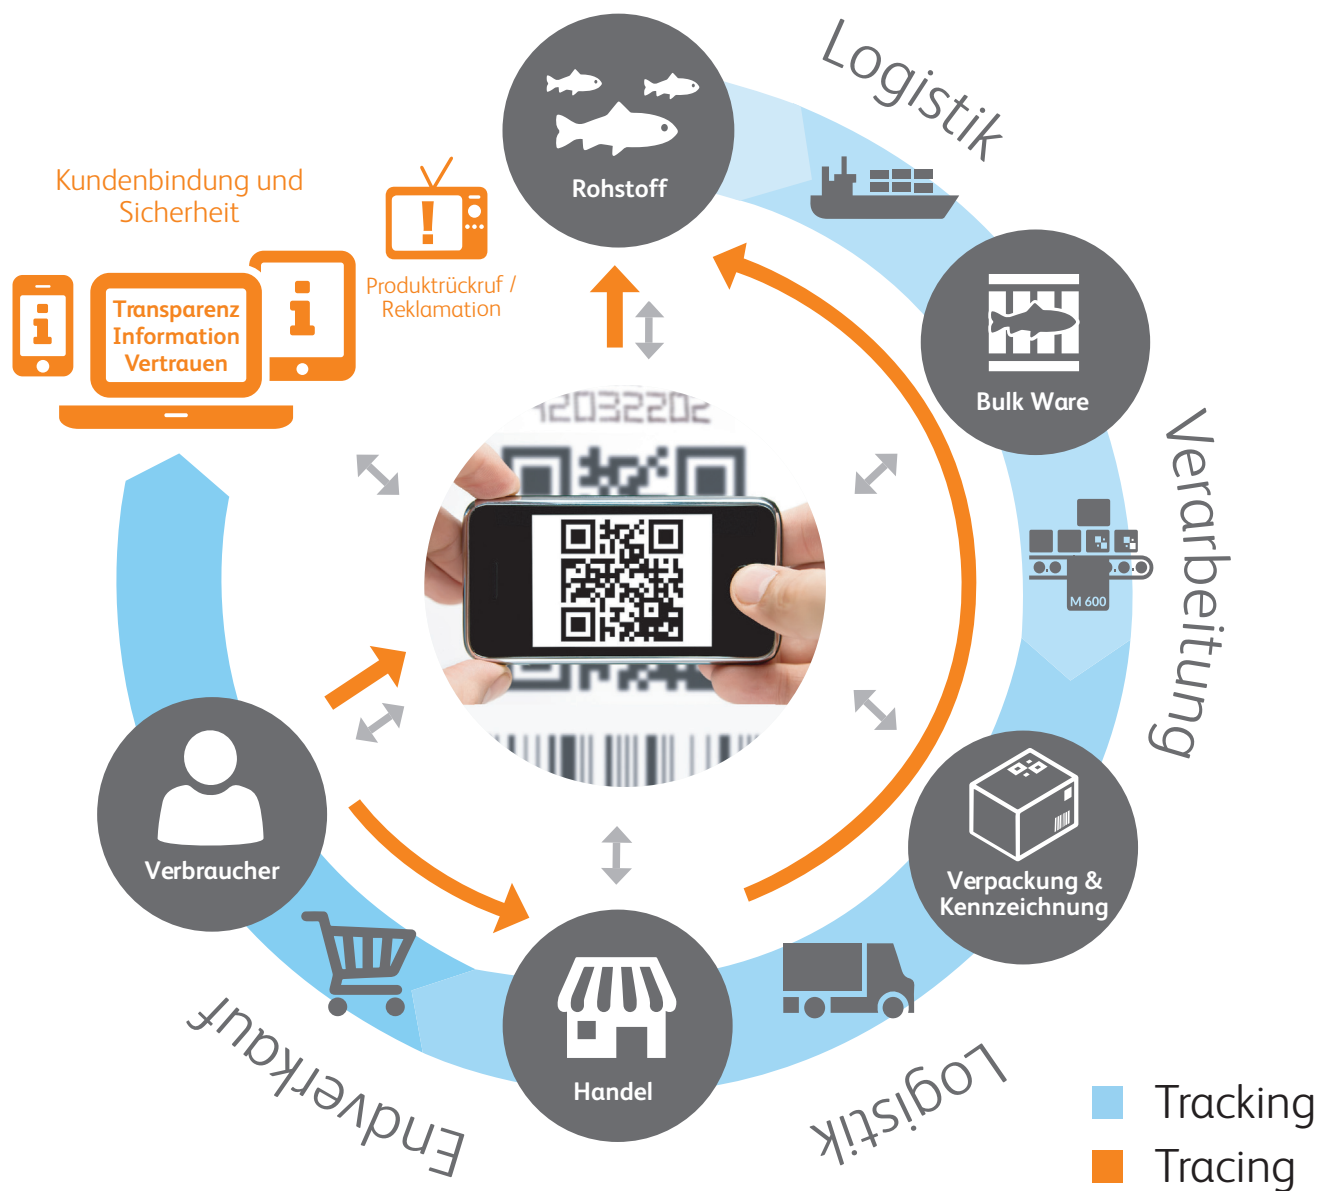 Logistik
Rohstoff
Kundenbindung und
Sicherheit
Produktrückruf /
Reklamation
Transparenz
Information
Vertrauen
Bulk Ware
12032202
Verarbeitung
M 600
Verpackung &
Kennzeichnung
Verbraucher
Handel
Endverkauf
Logistik
Tracking
Tracing